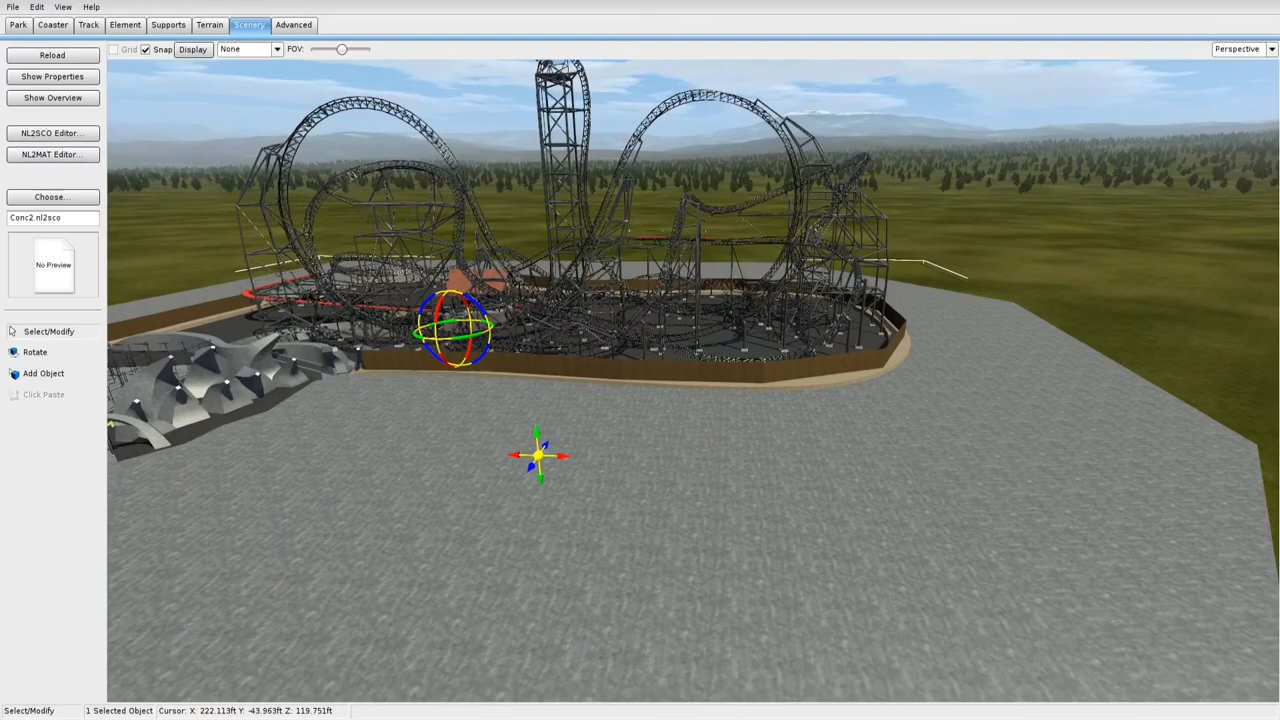 File Edit View Help
Park Coaster Track Element Supports Terrain Scenery Advanced
Reload
Grid Snap Display None FOV: Perspective
Show Properties
Show Overview
NL2SCO Editor...
NL2MAT Editor...
Choose...
Conc2.nl2sco
No Preview
Select/Modify
Rotate
Add Object
Click Paste
Select/Modify 1 Selected Object Cursor: X: 222.113ft Y: -43.963ft Z: 119.751ft